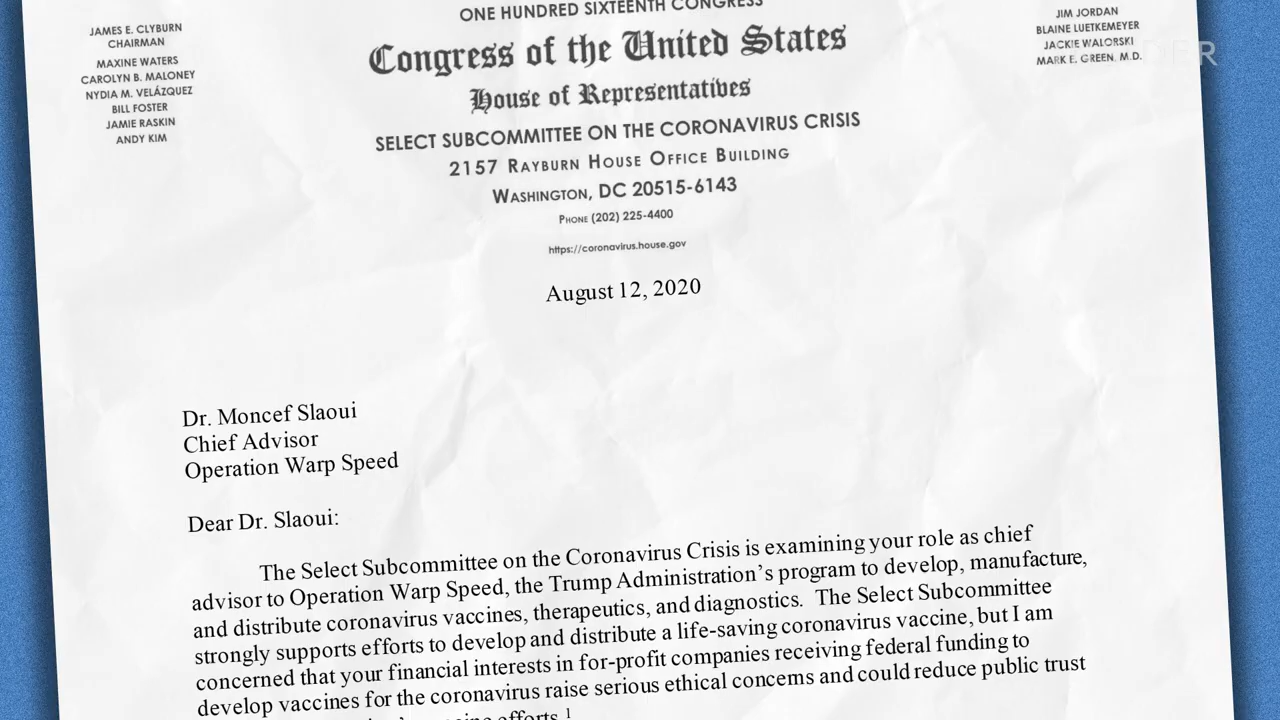 ONE HUNDRED SIXTEENTH CONGRESS
Congress of the United States
House of Representatives
SELECT SUBCOMMITTEE ON THE CORONAVIRUS CRISIS
2157 RAYBURN HOUSE OFFICE BUILDING
WASHINGTON, DC 20515-6143
PHONE (202) 225-4400
https://coronavirus.house.gov
JAMES E. CLYBURN
CHAIRMAN
MAXINE WATERS
CAROLYN B. MALONEY
NYDIA M. VELÁZQUEZ
BILL FOSTER
JAMIE RASKIN
ANDY KIM
JIM JORDAN
BLAINE LUETKEMEYER
JACKIE WALORSKI
MARK E. GREEN, M.D.
August 12, 2020
Dr. Moncef Slaoui
Chief Advisor
Operation Warp Speed
Dear Dr. Slaoui:
The Select Subcommittee on the Coronavirus Crisis is examining your role as chief
advisor to Operation Warp Speed, the Trump Administration’s program to develop, manufacture,
and distribute coronavirus vaccines, therapeutics, and diagnostics. The Select Subcommittee
strongly supports efforts to develop and distribute a life-saving coronavirus vaccine, but I am
concerned that your financial interests in for-profit companies receiving federal funding to
develop vaccines for the coronavirus raise serious ethical concerns and could reduce public trust
efforts.1